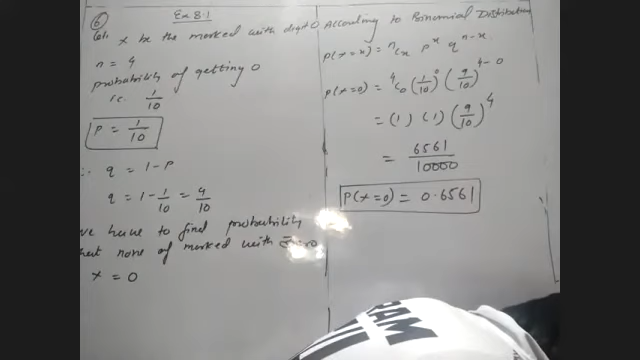 Ex 8.1
6
Let x be the marked with digit 0
n = 4
probability of getting 0
is 1/10
P = 1/10
∴ q = 1 - P
q = 1 - 1/10 = 9/10
we have to find probability
that none of marked with zero
x = 0
According to Binomial Distribution
P(x=x) = nCx P^x q^n-x
P(x=0) = 4C0 (1/10)^0 (9/10)^4-0
= (1) (1) (9/10)^4
= 6561/10000
P(x=0) = 0.6561
RAM